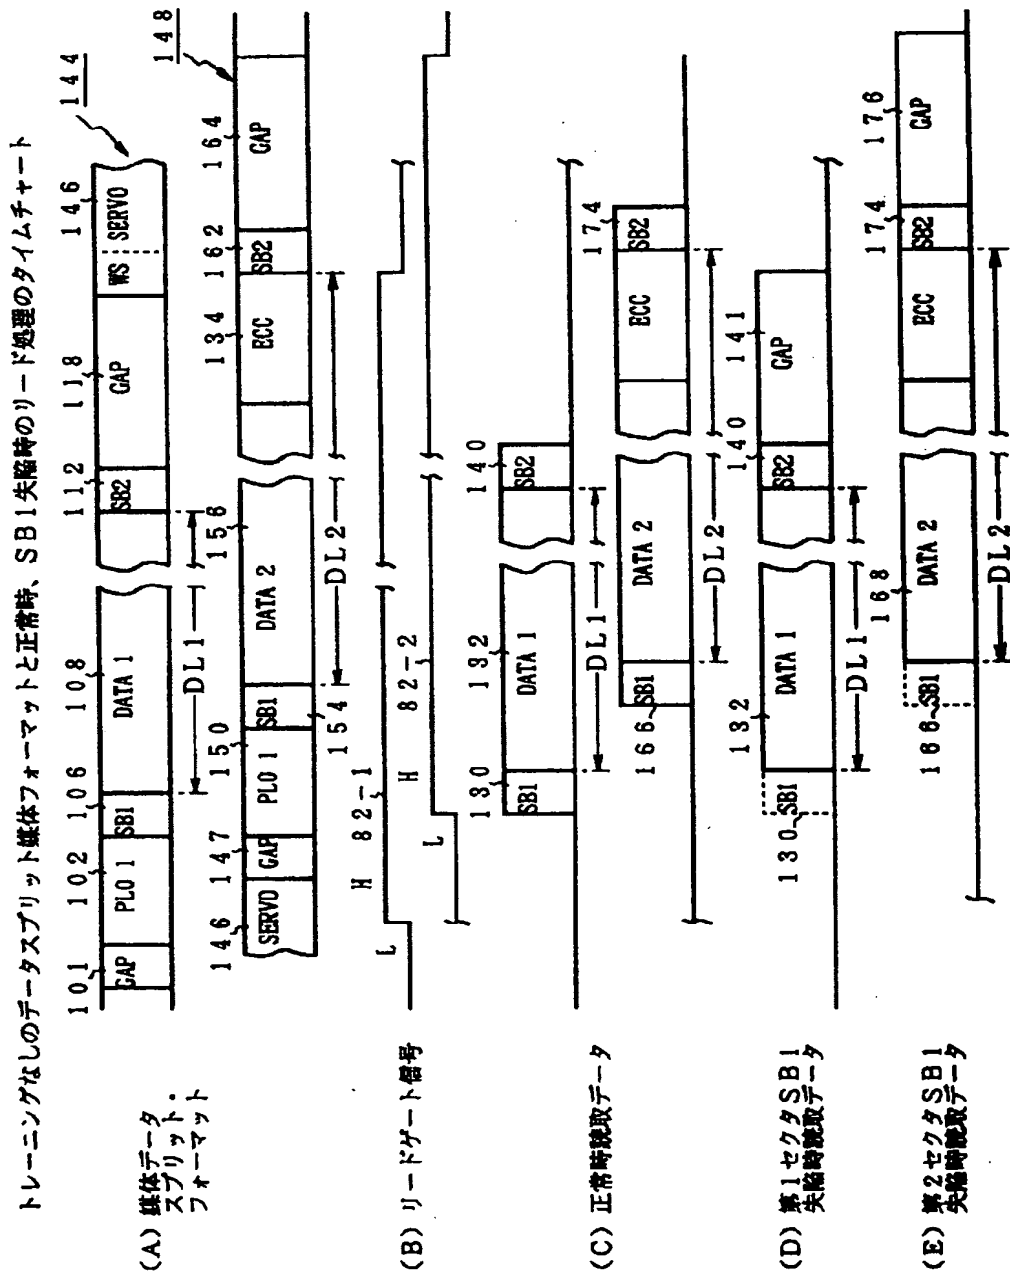 トレーニングなしのデータスプリット媒体フォーマットと正常時、SB1失陥時のリード処理のタイムチャート
(A) 媒体データ
スプリット・
フォーマット
101 102 106 108 112 118 146 144
GAP PLO 1 SB1 DATA 1 SB2 GAP WS SERVO
DL1
146 147 150 154 156 134 162 164 148
SERVO GAP PLO 1 SB1 DATA 2 ECC SB2 GAP
DL2
(B) リードゲート信号
L H 82-1
L H 82-2
(C) 正常時読取データ
130 132 140
SB1 DATA 1 SB2
DL1
166 174
SB1 DATA 2 ECC SB2
DL2
(D) 第1セクタSB1
失陥時読取データ
130 132 140 141
SB1 DATA 1 SB2 GAP
DL1
(E) 第2セクタSB1
失陥時読取データ
166 168 174 176
SB1 DATA 2 ECC SB2 GAP
DL2